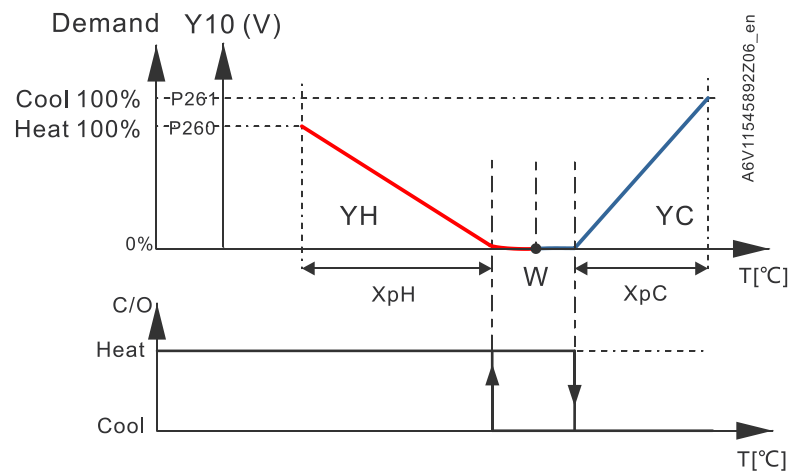 Demand Y10 (V)
Cool 100% P261
Heat 100% P260
YH YC
0%
W T[℃]
XpH XpC
C/O
Heat
Cool
T[℃]
A6V11545892Z06_en